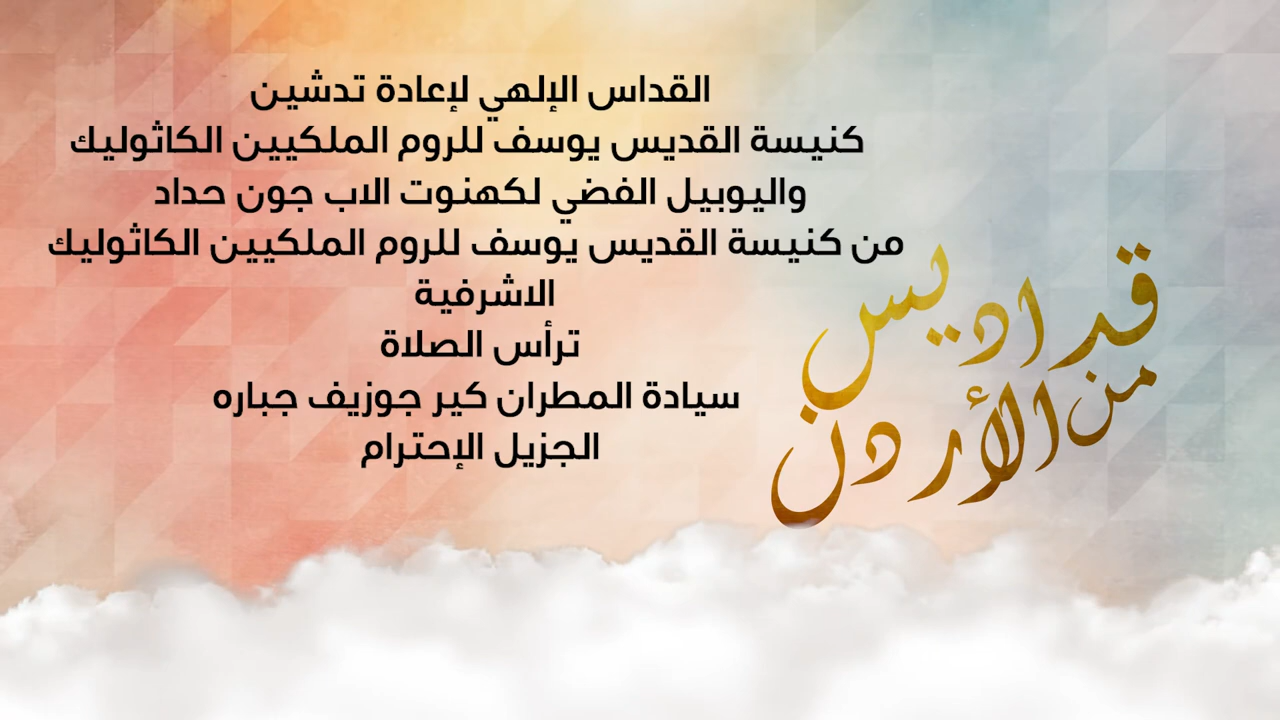 القداس الإلهي لإعادة تدشين
كنيسة القديس يوسف للروم الملكيين الكاثوليك
واليوبيل الفضي لكهنوت الاب جون حداد
من كنيسة القديس يوسف للروم الملكيين الكاثوليك
الاشرفية
ترأس الصلاة
سيادة المطران كير جوزيف جباره
الجزيل الإحترام
قداديس
من الأردن